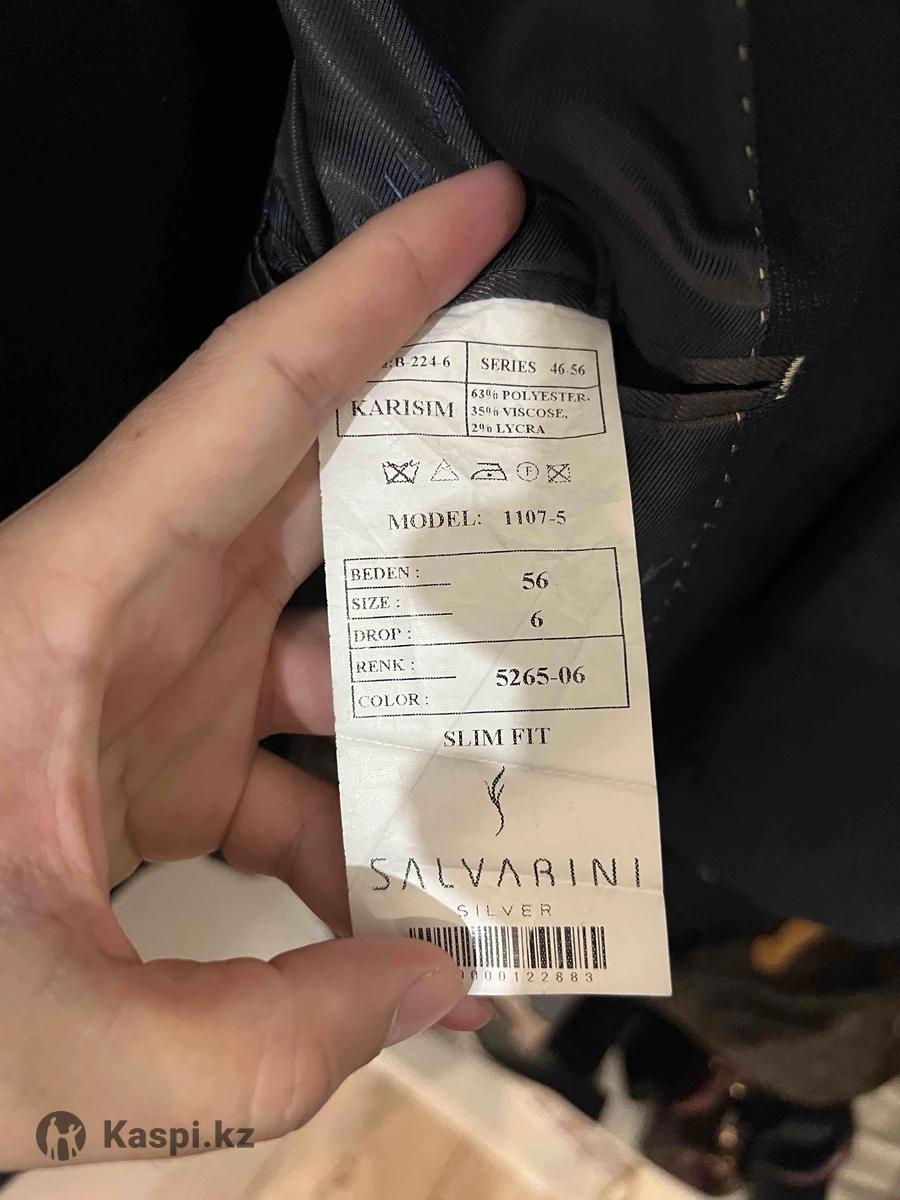 B-224-6
SERIES 46-56
KARISIM
63% POLYESTER.
35% VISCOSE,
2% LYCRA
F
MODEL: 1107-5
BEDEN : 56
SIZE :
DROP : 6
RENK : 5265-06
COLOR :
SLIM FIT
SALVARINI
SILVER
0000122883
Kaspi.kz